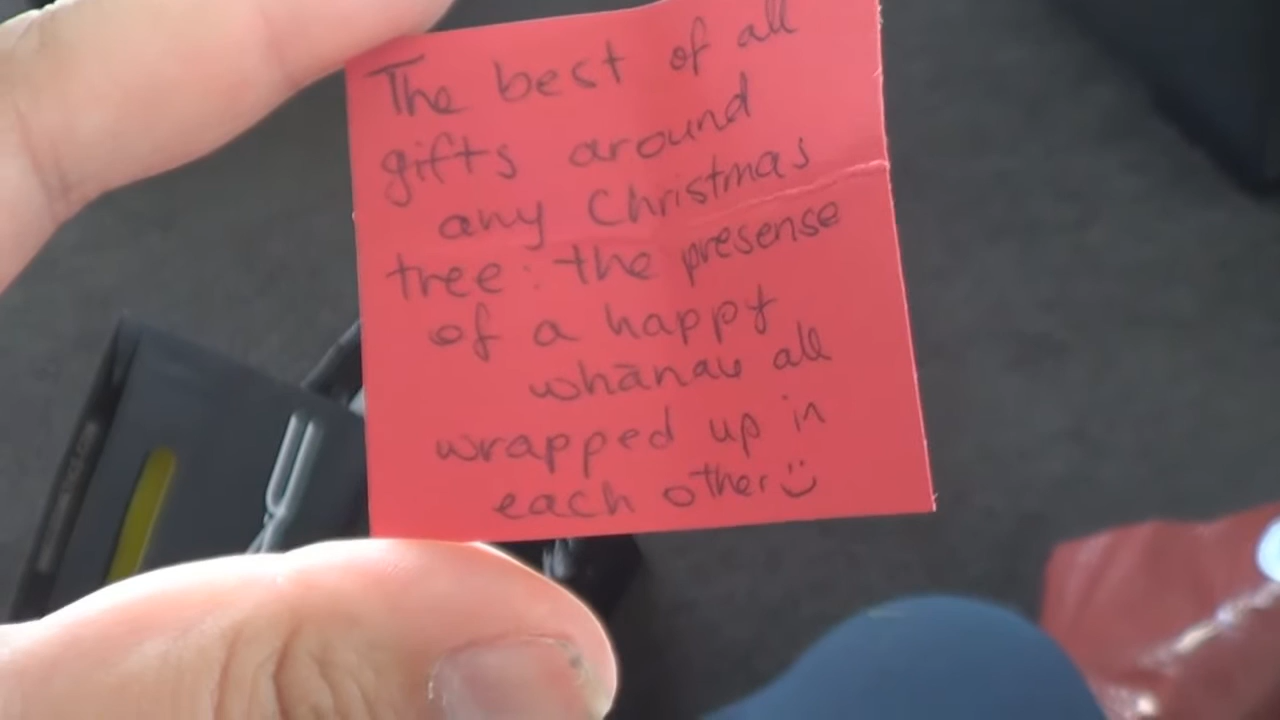 The best of all
gifts around
any Christmas
tree: the presense
of a happy
whānau all
wrapped up in
each other :)